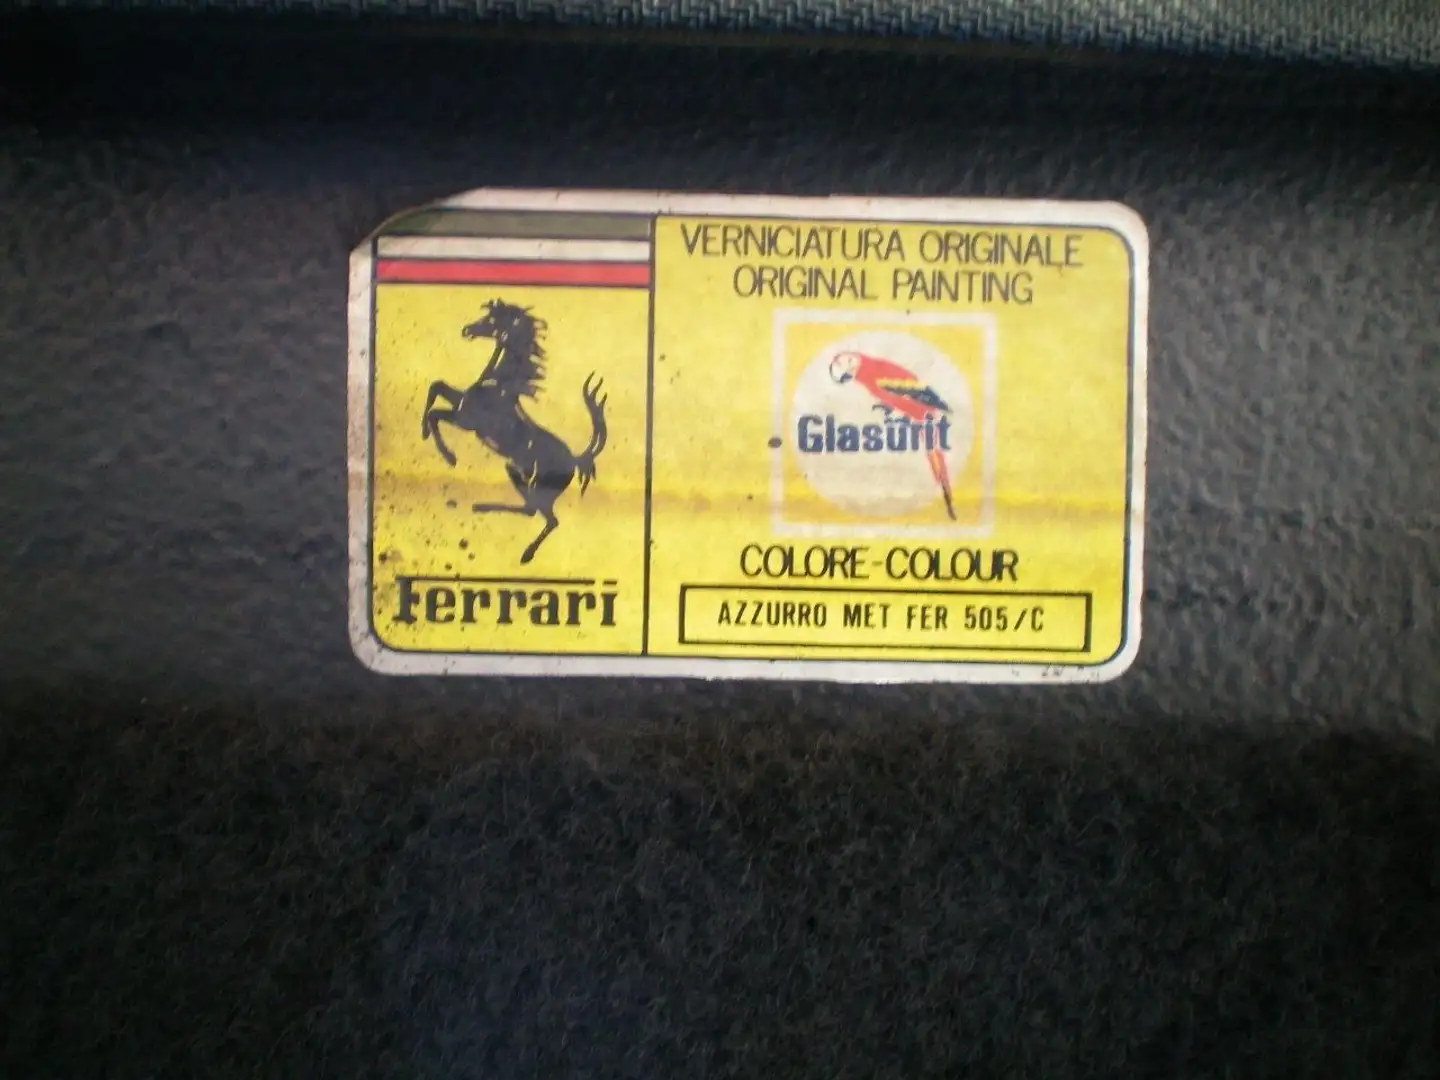 VERNICIATURA ORIGINALE
ORIGINAL PAINTING
Glasurit
COLORE-COLOUR
AZZURRO MET FER 505/C
Ferrari